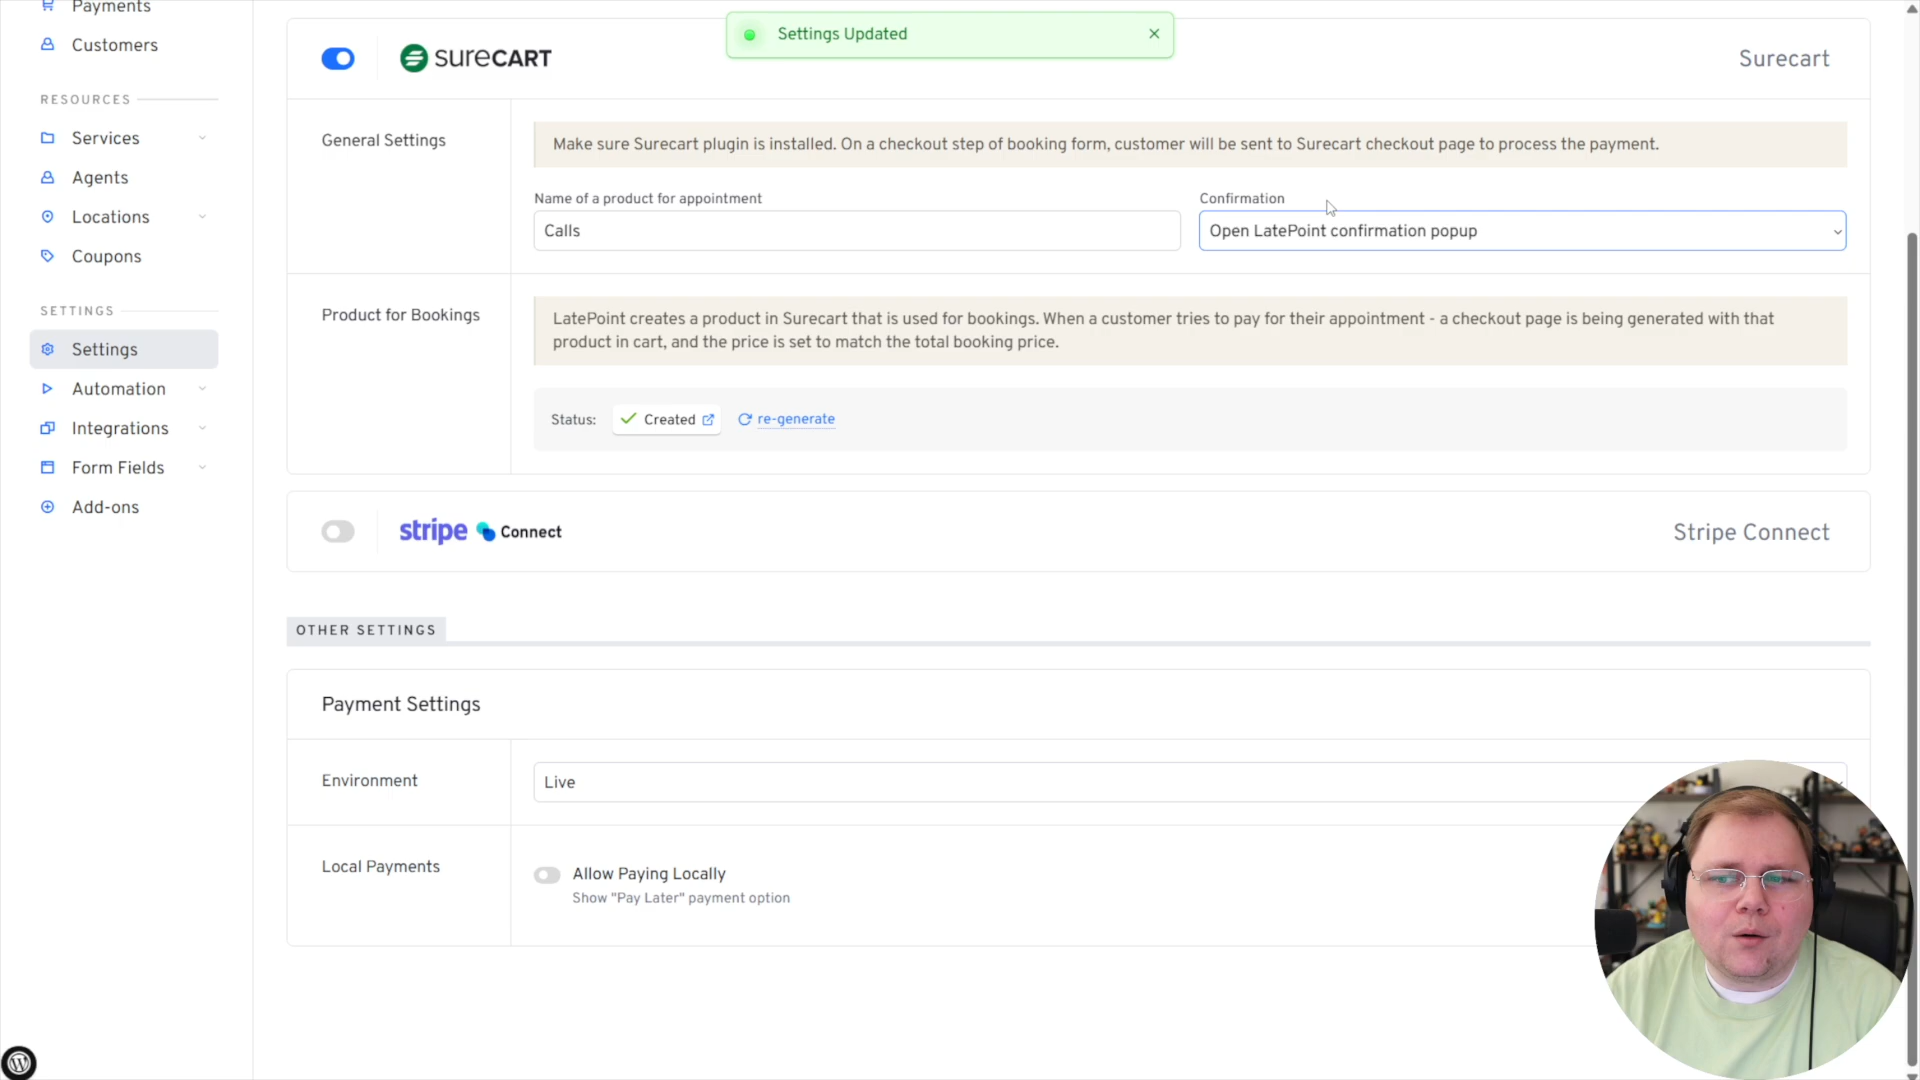 Payments
Customers
RESOURCES
Services
Agents
Locations
Coupons
SETTINGS
Settings
Automation
Integrations
Form Fields
Add-ons
Settings Updated
SURECART
Surecart
General Settings
Make sure Surecart plugin is installed. On a checkout step of booking form, customer will be sent to Surecart checkout page to process the payment.
Name of a product for appointment
Calls
Confirmation
Open LatePoint confirmation popup
Product for Bookings
LatePoint creates a product in Surecart that is used for bookings. When a customer tries to pay for their appointment - a checkout page is being generated with that
product in cart, and the price is set to match the total booking price.
Status:
Created
re-generate
stripe Connect
Stripe Connect
OTHER SETTINGS
Payment Settings
Environment
Live
Local Payments
Allow Paying Locally
Show "Pay Later" payment option